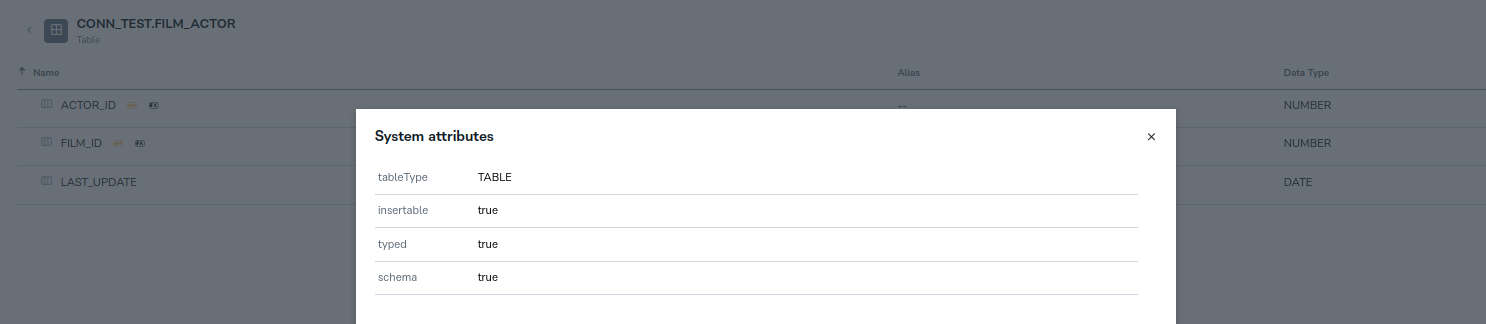 CONN_TEST.FILM_ACTOR
Table
Name Alias Data Type
ACTOR_ID -- NUMBER
FILM_ID NUMBER
LAST_UPDATE DATE
System attributes
tableType TABLE
insertable true
typed true
schema true